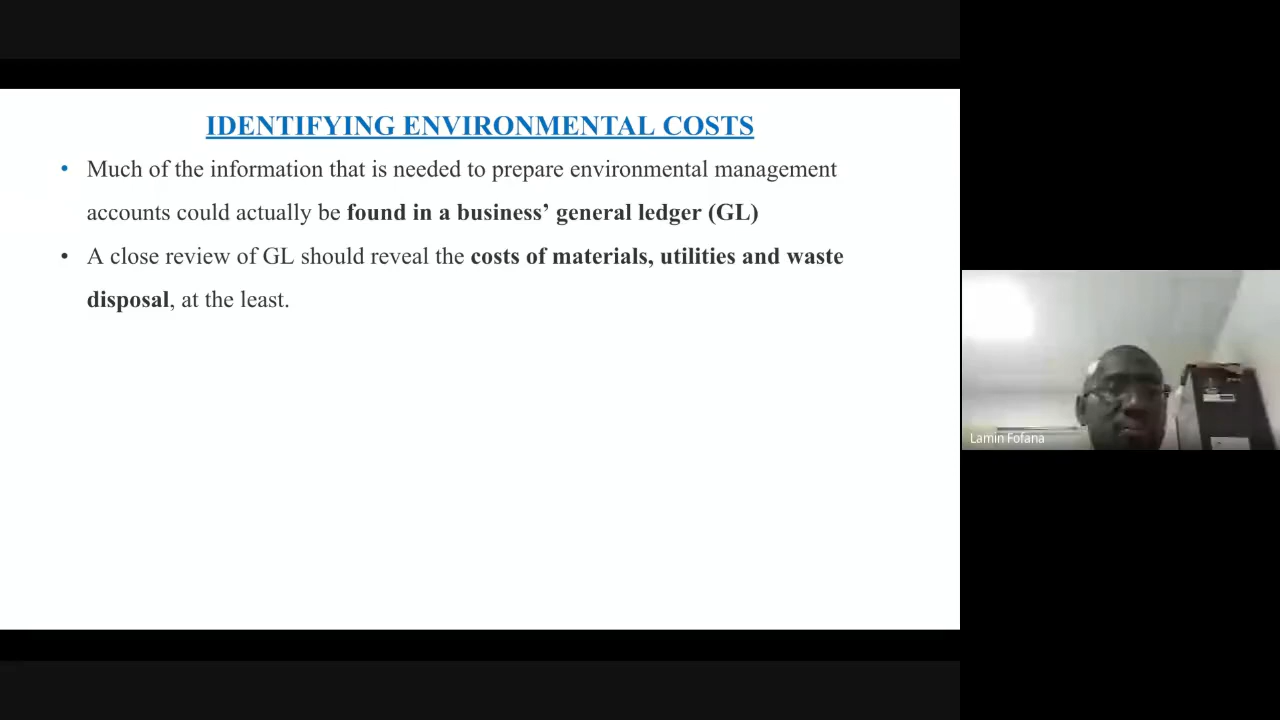 IDENTIFYING ENVIRONMENTAL COSTS
• Much of the information that is needed to prepare environmental management
accounts could actually be found in a business’ general ledger (GL)
• A close review of GL should reveal the costs of materials, utilities and waste
disposal, at the least.
Lamin Fofana